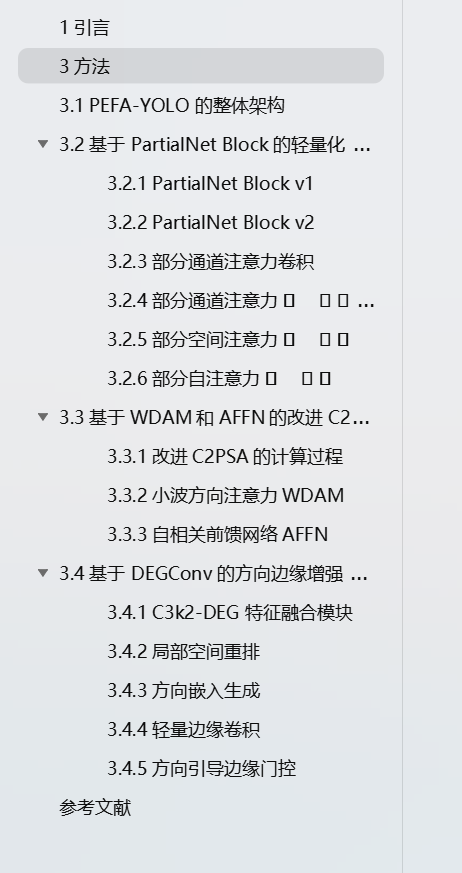 1 引言
3 方法
3.1 PEFA-YOLO 的整体架构
3.2 基于 PartialNet Block 的轻量化 ...
3.2.1 PartialNet Block v1
3.2.2 PartialNet Block v2
3.2.3 部分通道注意力卷积
3.2.4 部分通道注意力 ...
3.2.5 部分空间注意力
3.2.6 部分自注意力
3.3 基于 WDAM 和 AFFN 的改进 C2...
3.3.1 改进 C2PSA 的计算过程
3.3.2 小波方向注意力 WDAM
3.3.3 自相关前馈网络 AFFN
3.4 基于 DEGConv 的方向边缘增强 ...
3.4.1 C3k2-DEG 特征融合模块
3.4.2 局部空间重排
3.4.3 方向嵌入生成
3.4.4 轻量边缘卷积
3.4.5 方向引导边缘门控
参考文献